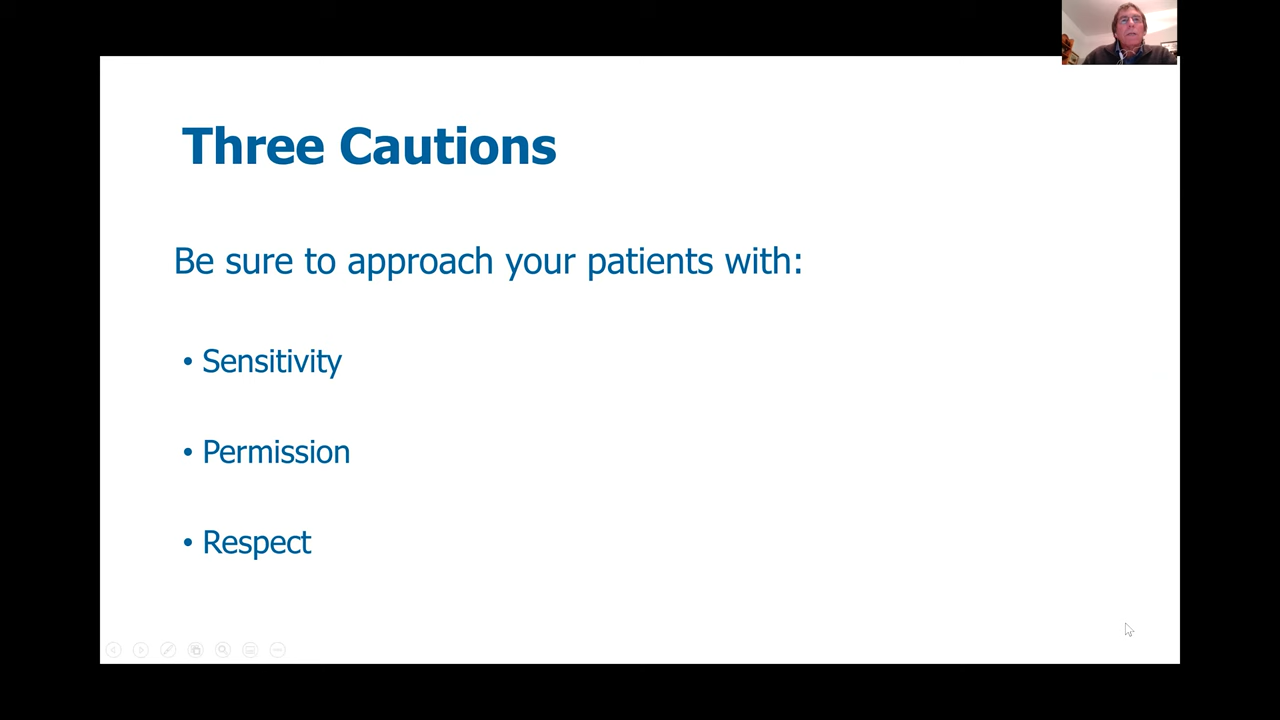 Three Cautions
Be sure to approach your patients with:
• Sensitivity
• Permission
• Respect